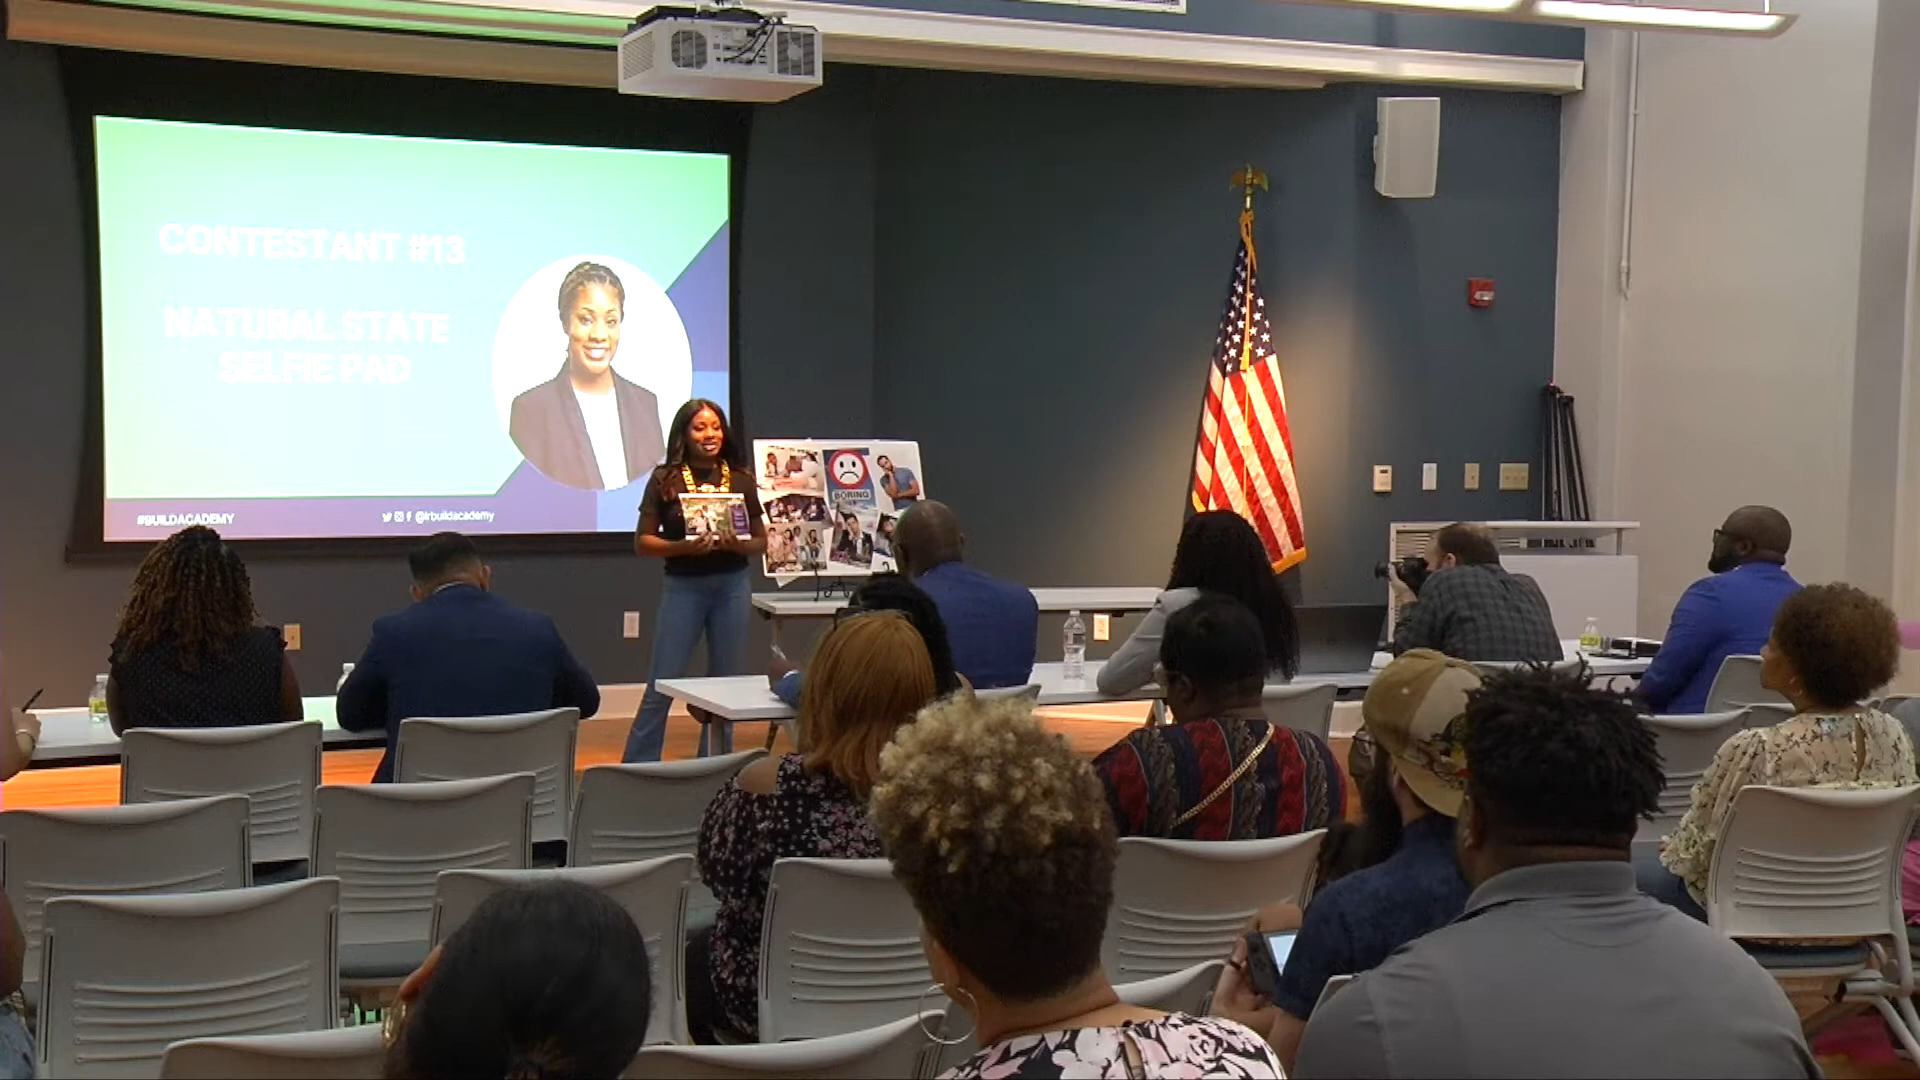 CONTESTANT #13
NATURAL STATE
SELFIE PAD
#BUILDACADEMY
@lrbuildacademy
BORING